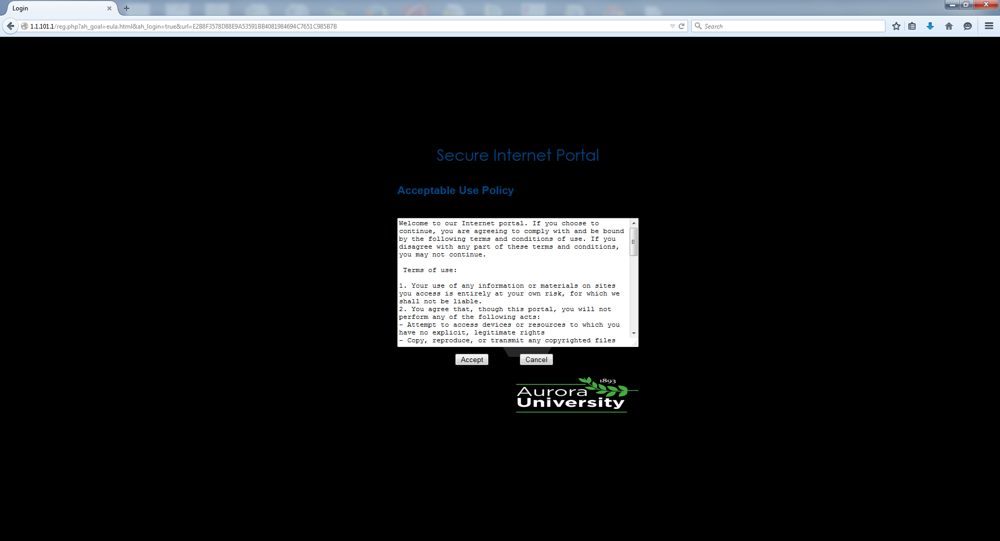 Login
1.1.101.1/reg.php?ah_goal=eula.html&ah_login=true&url=E2B8F3578D88E9A53591BB4081984694C7651C985B7B
Search
Secure Internet Portal
Acceptable Use Policy
Welcome to our Internet portal. If you choose to
continue, you are agreeing to comply with and be bound
by the following terms and conditions of use. If you
disagree with any part of these terms and conditions,
you may not continue.
Terms of use:
1. Your use of any information or materials on sites
you access is entirely at your own risk, for which we
shall not be liable.
2. You agree that, though this portal, you will not
perform any of the following acts:
- Attempt to access devices or resources to which you
have no explicit, legitimate rights
- Copy, reproduce, or transmit any copyrighted files
Accept
Cancel
1893
Aurora
University